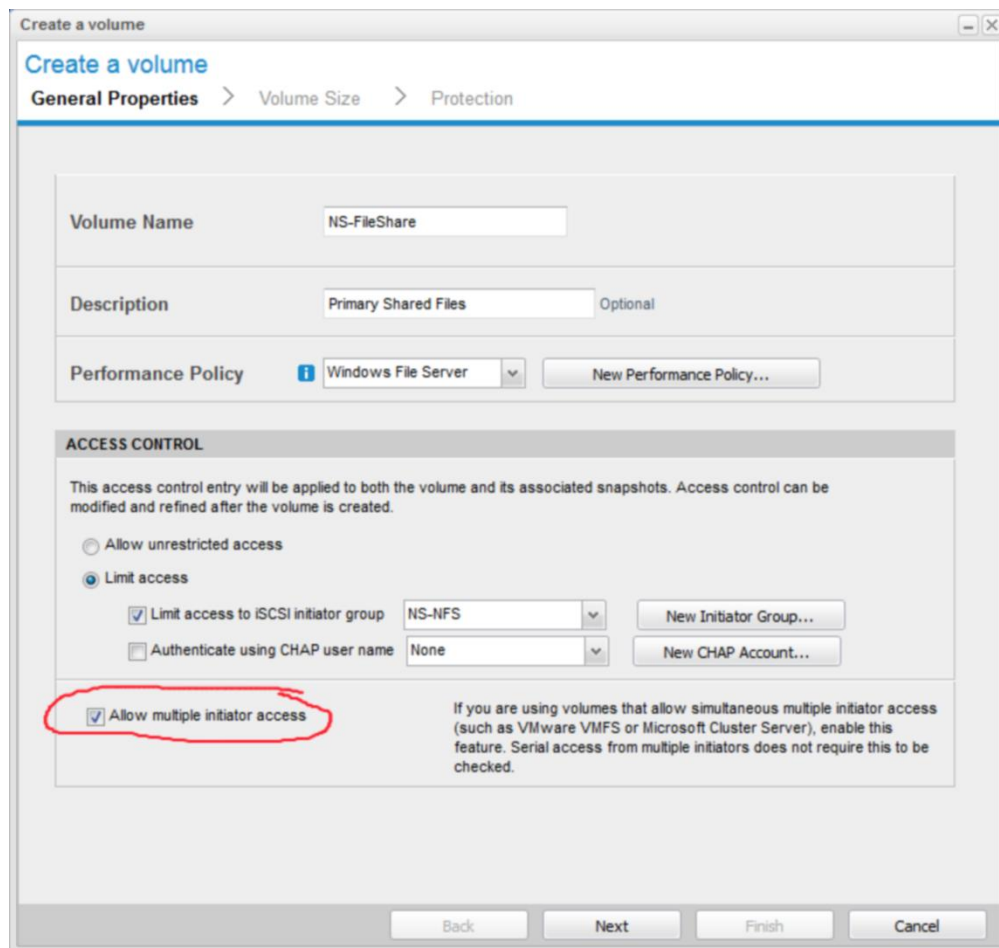 Create a volume
Create a volume
General Properties > Volume Size > Protection
Volume Name NS-FileShare
Description Primary Shared Files Optional
Performance Policy i Windows File Server New Performance Policy...
ACCESS CONTROL
This access control entry will be applied to both the volume and its associated snapshots. Access control can be
modified and refined after the volume is created.
Allow unrestricted access
Limit access
Limit access to iSCSI initiator group NS-NFS New Initiator Group...
Authenticate using CHAP user name None New CHAP Account...
Allow multiple initiator access
If you are using volumes that allow simultaneous multiple initiator access
(such as VMware VMFS or Microsoft Cluster Server), enable this
feature. Serial access from multiple initiators does not require this to be
checked.
Back Next Finish Cancel